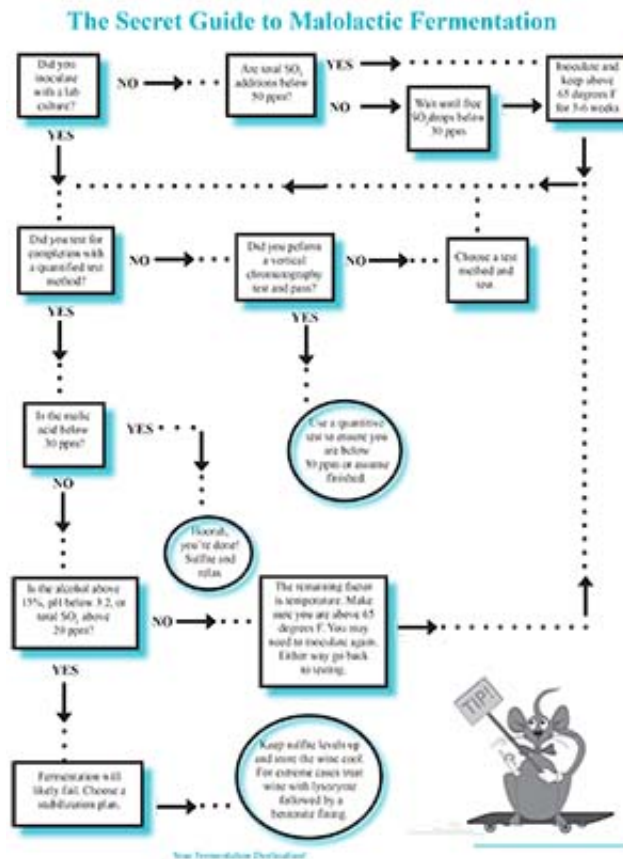 The Secret Guide to Malolactic Fermentation
Did you
inoculate
with a lab
culture?
NO
Are total SO₂
additions below
50 ppm?
YES
NO
Wait until free
SO₂ drops below
30 ppm
Inoculate and
keep above
65 degrees F
for 5-6 weeks
YES
Did you test for
completion with
a quantified test
method?
NO
Did you perform
a vertical
chromatography
test and pass?
NO
Choose a test
method and
test.
YES
YES
Is the malic
acid below
30 ppm?
YES
Use a quantitive
test to ensure you
are below
30 ppm or assume
finished.
NO
Hoorah,
you're done!
Sulfite and
relax
Is the alcohol above
15%, pH below 3.2, or
total SO₂ above
20 ppm?
NO
The remaining factor
is temperature. Make
sure you are above 65
degrees F. You may
need to inoculate again.
Either way go back
to testing.
YES
TIP!
Fermentation will
likely fail. Choose a
stabilization plan.
Keep sulfite levels up
and store the wine cool.
For extreme cases treat
wine with lysozyme
followed by a
bentonite fining.